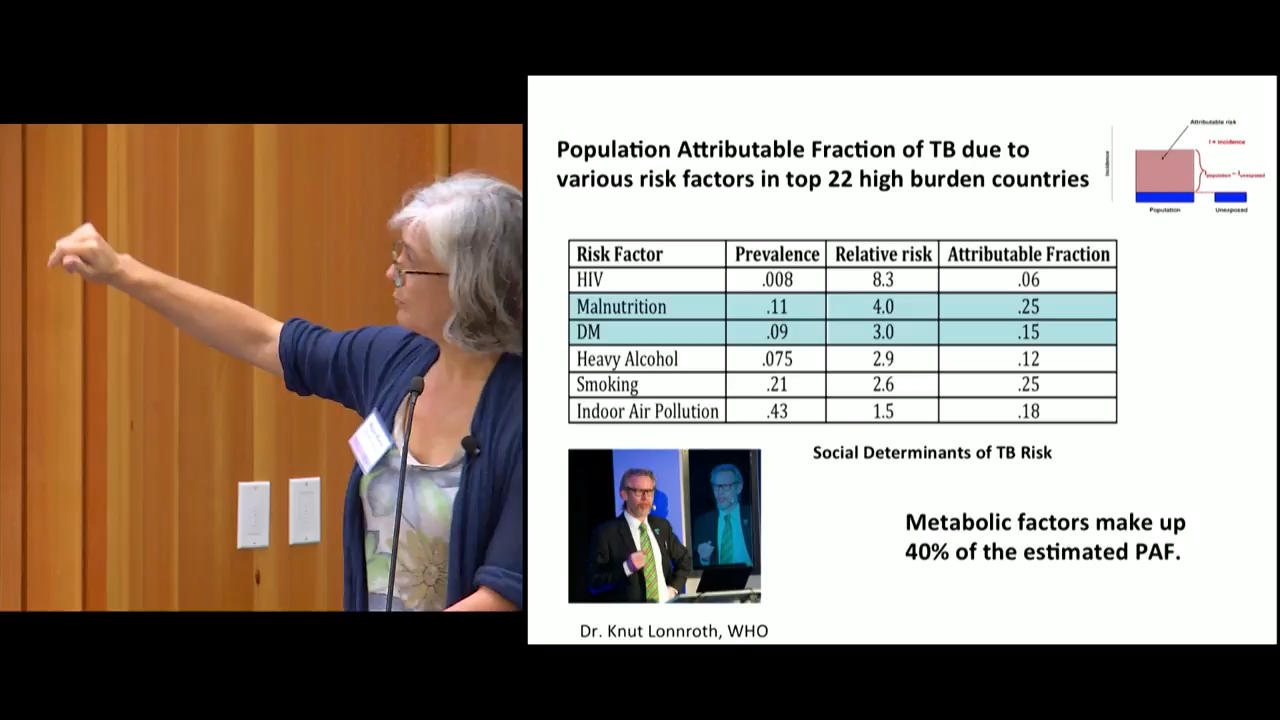 Population Attributable Fraction of TB due to
various risk factors in top 22 high burden countries
Attributable risk
I = incidence
Incidence
Population
Unexposed
Risk Factor Prevalence Relative risk Attributable Fraction
HIV .008 8.3 .06
Malnutrition .11 4.0 .25
DM .09 3.0 .15
Heavy Alcohol .075 2.9 .12
Smoking .21 2.6 .25
Indoor Air Pollution .43 1.5 .18
Social Determinants of TB Risk
Metabolic factors make up
40% of the estimated PAF.
Dr. Knut Lonnroth, WHO